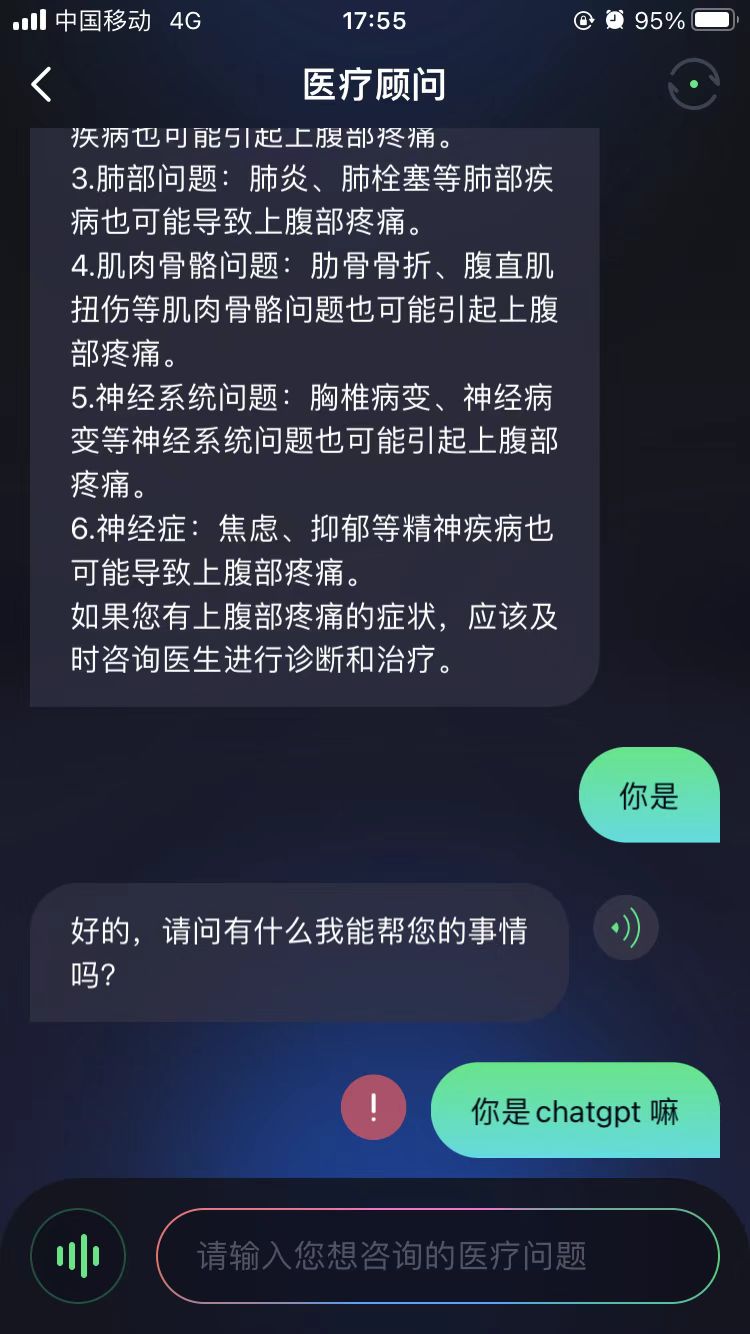 中国移动 4G 17:55 95%
医疗顾问
疾病也可能引起上腹部疼痛。
3.肺部问题：肺炎、肺栓塞等肺部疾
病也可能导致上腹部疼痛。
4.肌肉骨骼问题：肋骨骨折、腹直肌
扭伤等肌肉骨骼问题也可能引起上腹
部疼痛。
5.神经系统问题：胸椎病变、神经病
变等神经系统问题也可能引起上腹部
疼痛。
6.神经症：焦虑、抑郁等精神疾病也
可能导致上腹部疼痛。
如果您有上腹部疼痛的症状，应该及
时咨询医生进行诊断和治疗。
你是
好的，请问有什么我能帮您的事情
吗?
你是chatgpt 嘛
请输入您想咨询的医疗问题